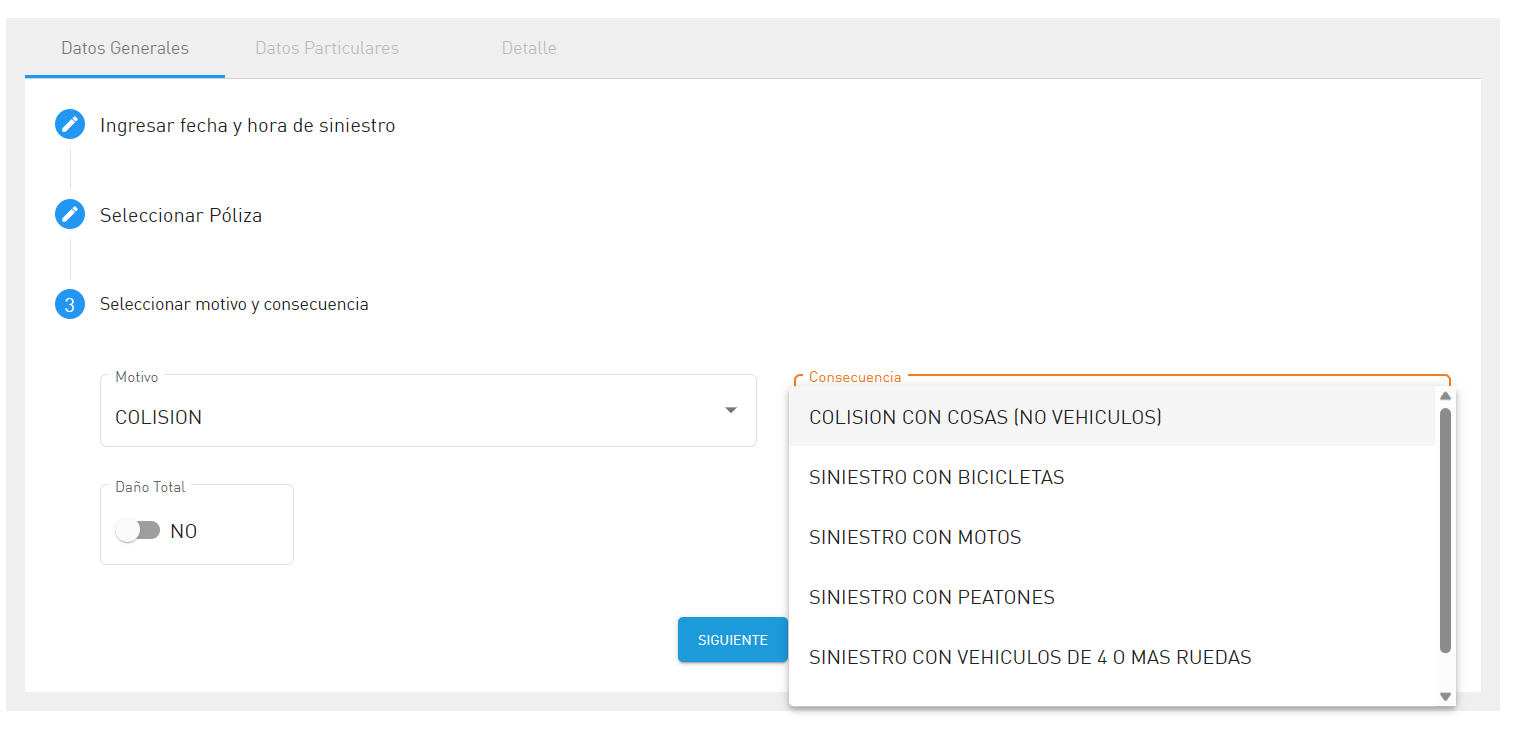 Datos Generales
Datos Particulares
Detalle
Ingresar fecha y hora de siniestro
Seleccionar Póliza
3
Seleccionar motivo y consecuencia
Motivo
COLISION
Consecuencia
COLISION CON COSAS (NO VEHICULOS)
SINIESTRO CON BICICLETAS
SINIESTRO CON MOTOS
SINIESTRO CON PEATONES
SINIESTRO CON VEHICULOS DE 4 O MAS RUEDAS
Daño Total
NO
SIGUIENTE